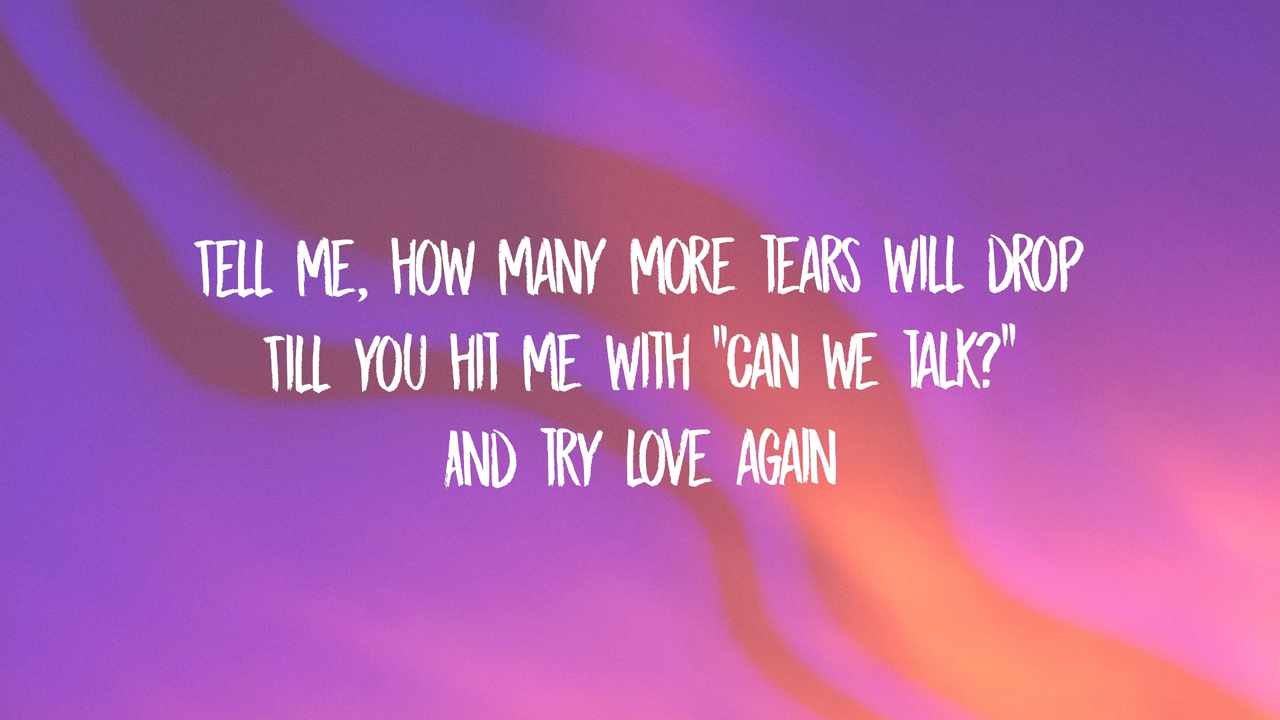 TELL ME, HOW MANY MORE TEARS WILL DROP
TILL YOU HIT ME WITH "CAN WE TALK?"
AND TRY LOVE AGAIN